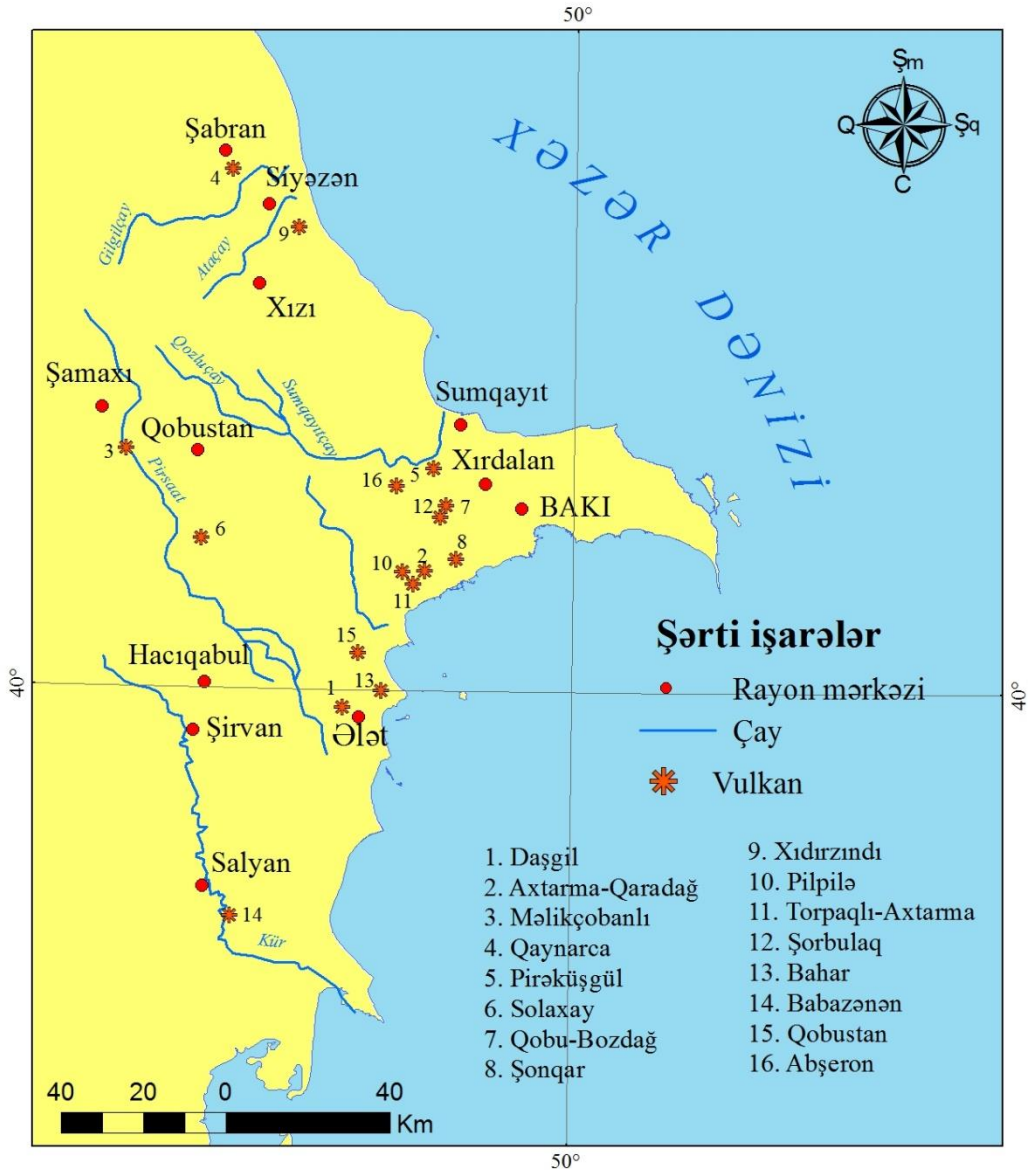 50°
Şm
Q
Şq
C
XƏZƏR DƏNİZİ
Şabran
4
Siyəzən
Gilgilçay
9
Ataçay
Xızı
Qozluçay
Şamaxı
Sumqayıtçay
Sumqayıt
Qobustan
3
Pirsaat
5
Xırdalan
16
12
7
BAKI
6
8
10
2
11
15
Hacıqabul
40°
13
40°
1
Şirvan
Ələt
Salyan
14
Kür
Şərti işarələr
Rayon mərkəzi
Çay
Vulkan
1. Daşgil
2. Axtarma-Qaradağ
3. Məlikçobanlı
4. Qaynarca
5. Pirəküşgül
6. Solaxay
7. Qobu-Bozdağ
8. Şonqar
9. Xıdırzındı
10. Pilpilə
11. Torpaqlı-Axtarma
12. Şorbulaq
13. Bahar
14. Babazənən
15. Qobustan
16. Abşeron
40 20 0 40
Km
50°